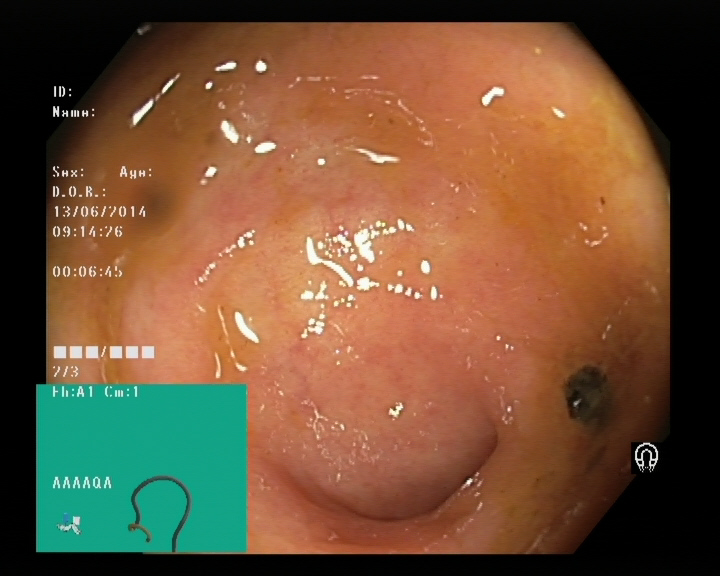 ID:
Name:
Sex: Age:
D.O.B.:
13/06/2014
09:14:26
00:06:45
■■■/■■■
2/3
Eh:A1 Cm:1
AAAAQA